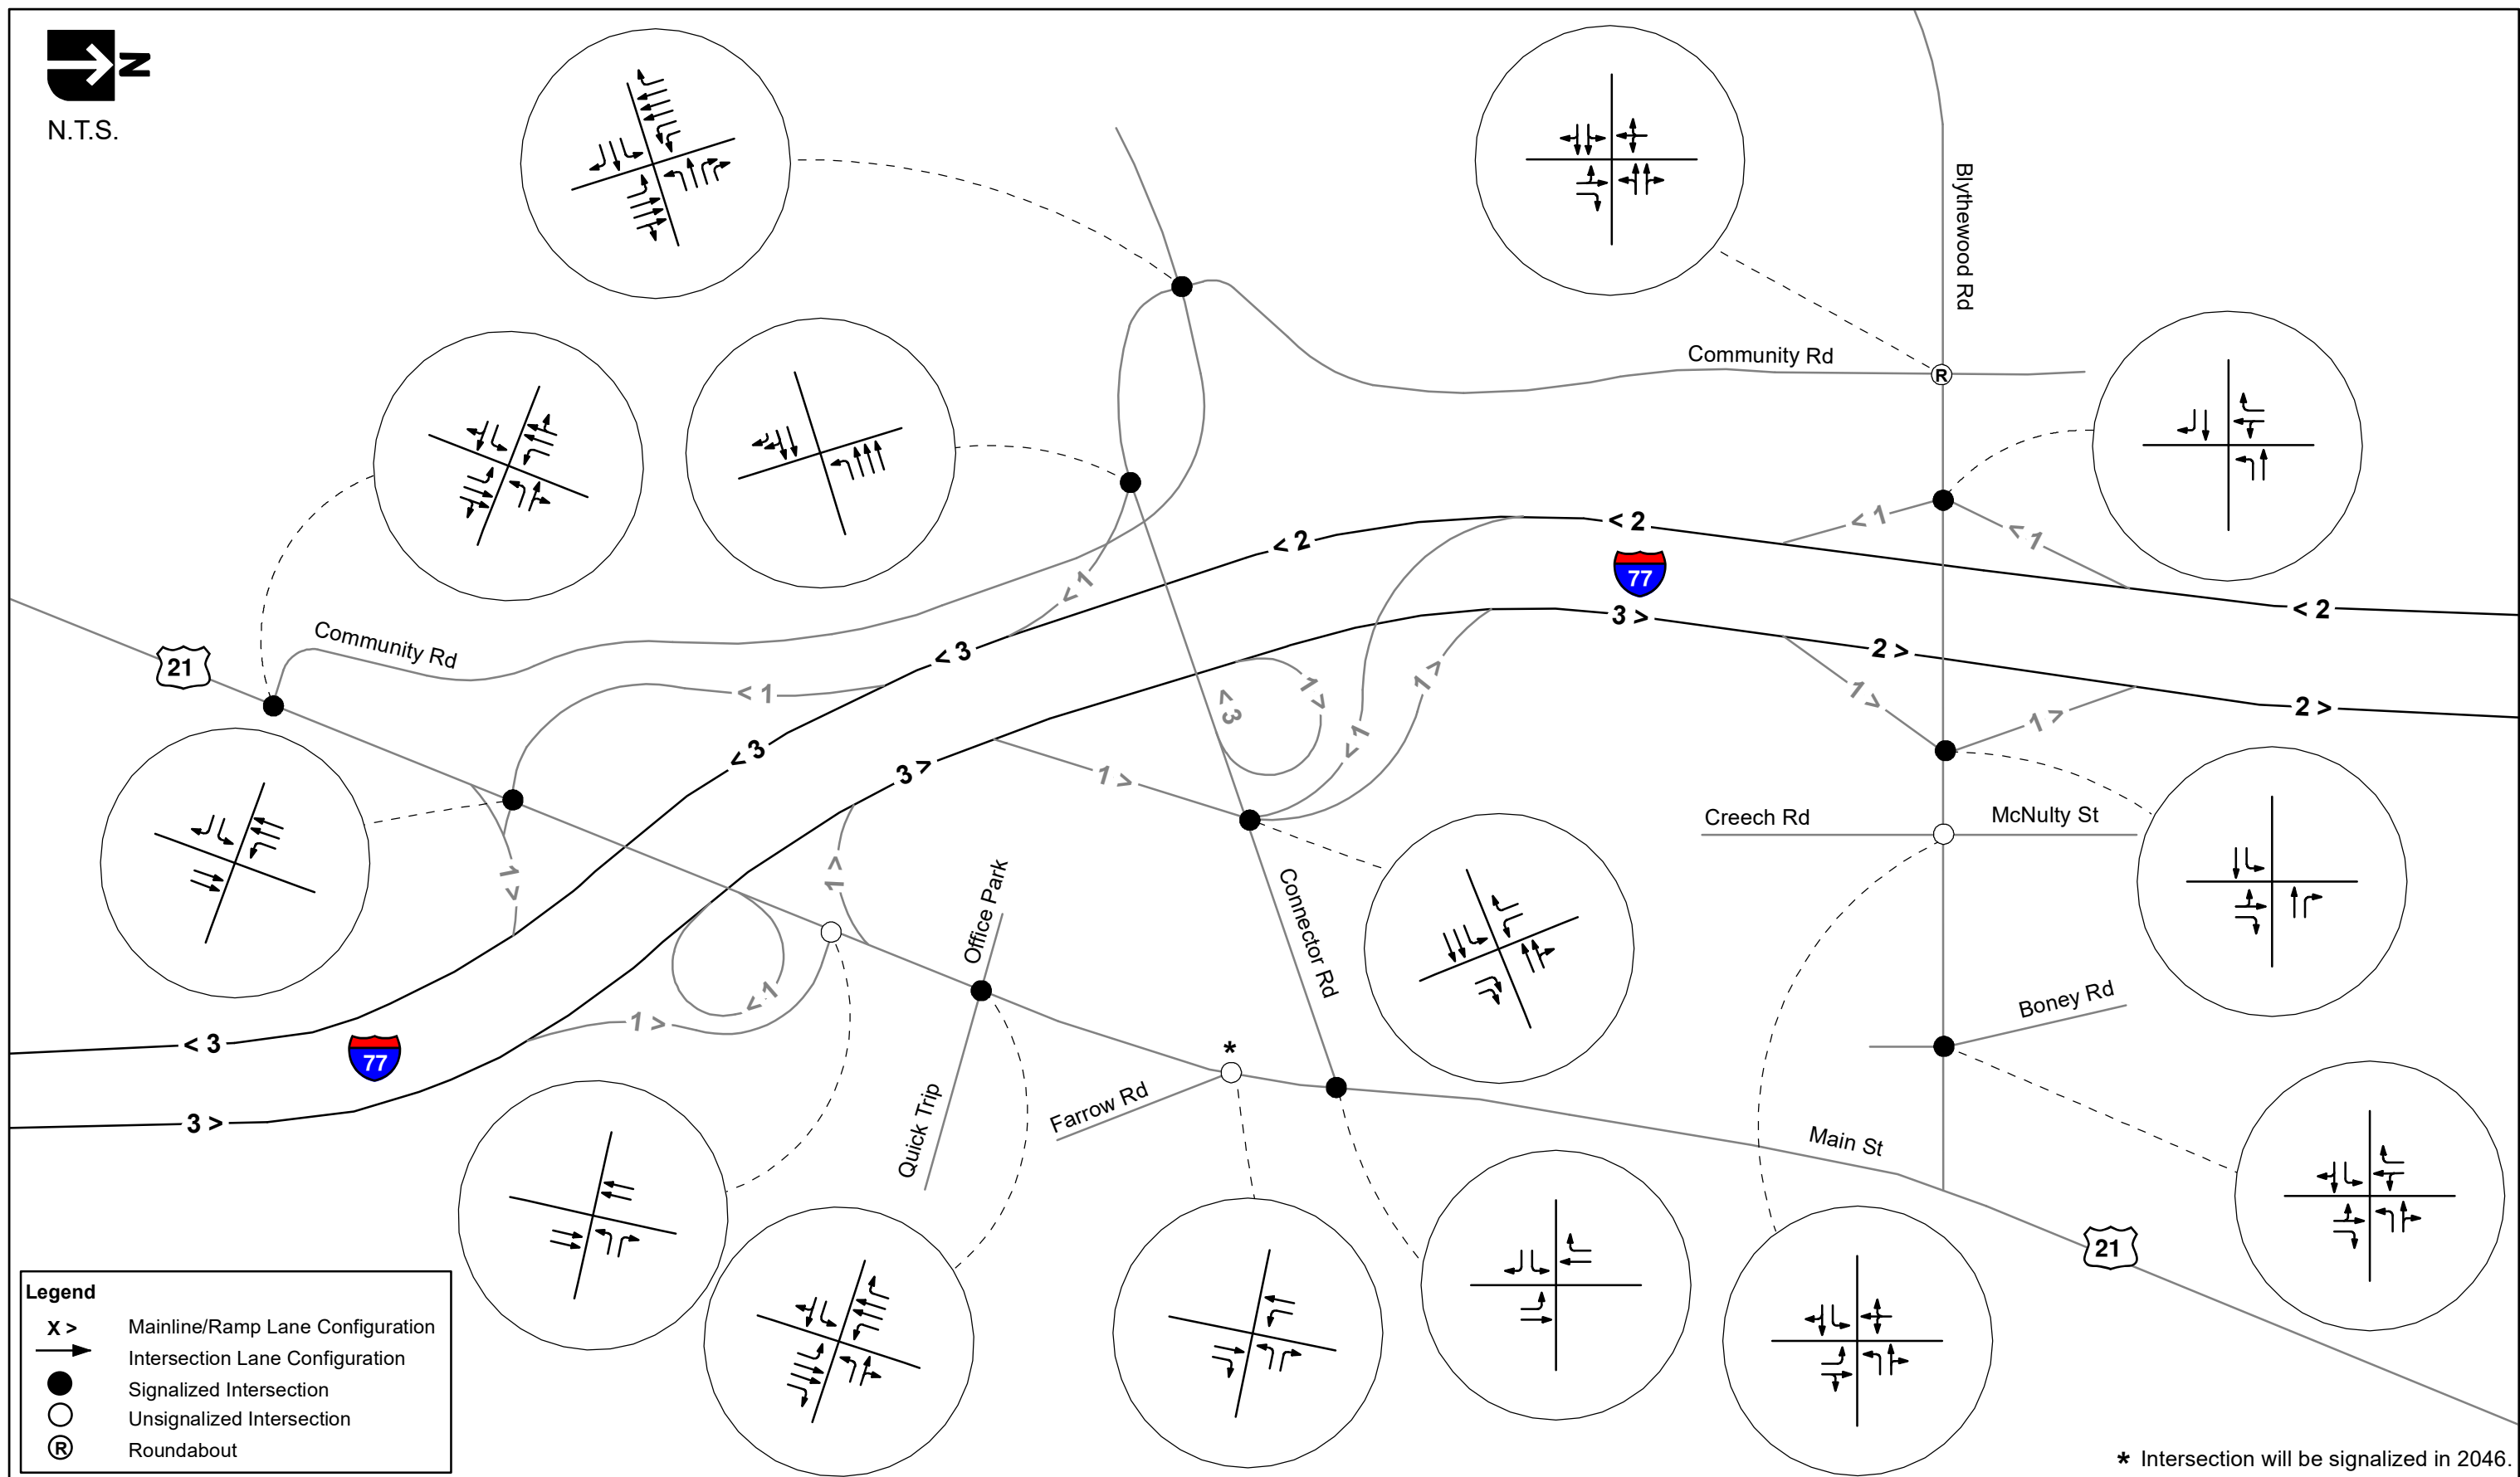 N
N.T.S.
Blythewood Rd
Community Rd
R
< 1
< 1
< 2
< 2
77
< 2
3 >
2 >
2 >
< 1
21
Community Rd
< 3
< 1
< 3
3 >
1 >
< 3
1 >
< 1
1 >
1 >
1 >
Creech Rd
McNulty St
1 >
1 >
Office Park
Connector Rd
< 1
1 >
Boney Rd
< 3
77
3 >
*
Quick Trip
Farrow Rd
Main St
21
Legend
X > Mainline/Ramp Lane Configuration
Intersection Lane Configuration
Signalized Intersection
Unsignalized Intersection
R Roundabout
* Intersection will be signalized in 2046.